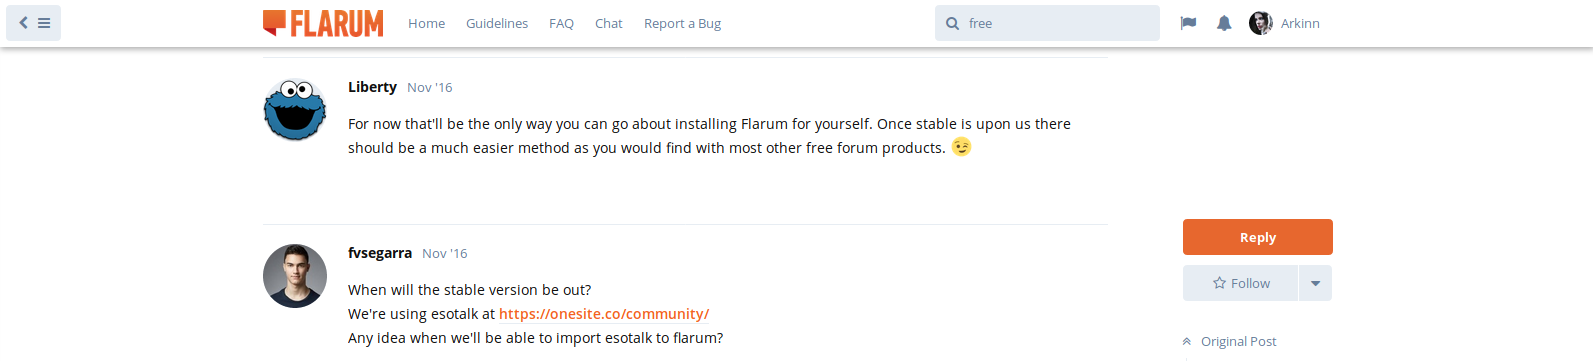 FLARUM
Home Guidelines FAQ Chat Report a Bug
free
Arkinn
Liberty Nov '16
For now that'll be the only way you can go about installing Flarum for yourself. Once stable is upon us there
should be a much easier method as you would find with most other free forum products.
fvsegarra Nov '16
When will the stable version be out?
We're using esotalk at https://onesite.co/community/
Any idea when we'll be able to import esotalk to flarum?
Reply
Follow
Original Post